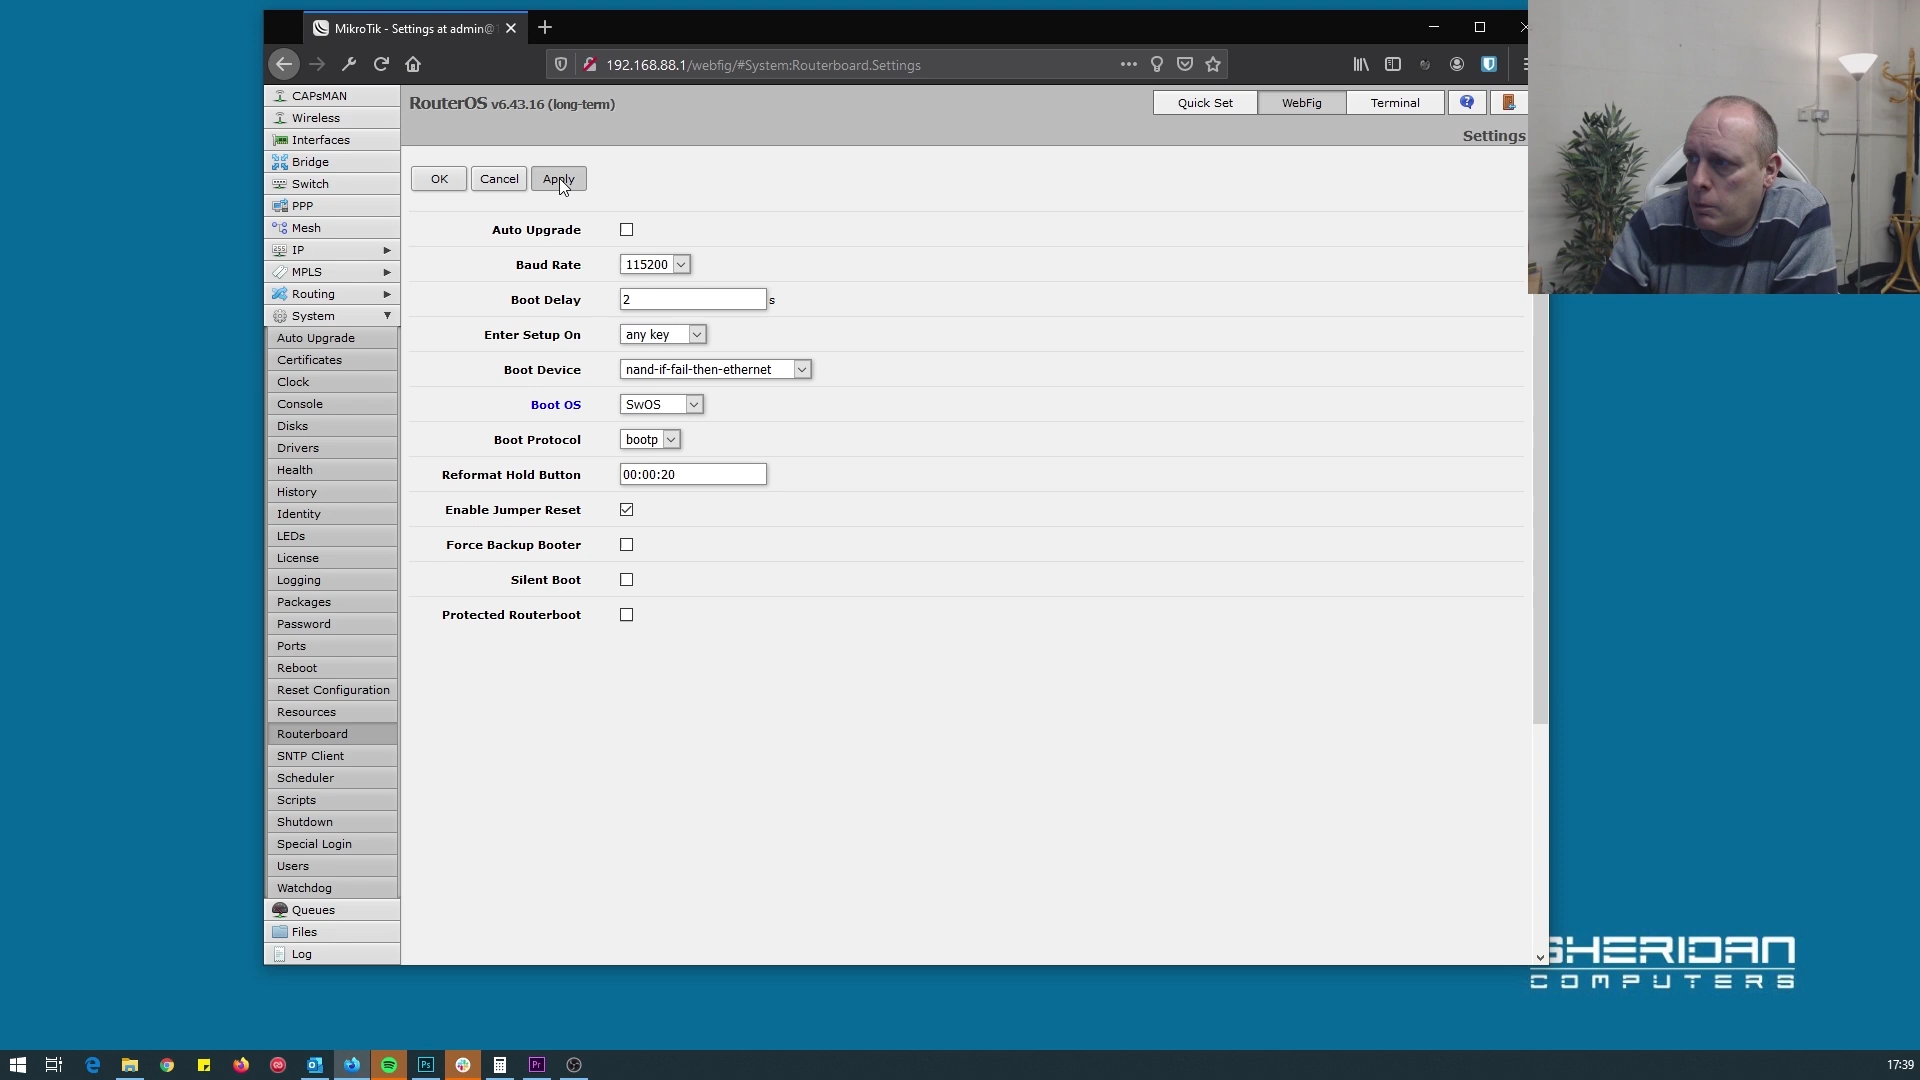 MikroTik - Settings at admin@
192.168.88.1/webfig/#System:Routerboard.Settings
CAPsMAN
Wireless
Interfaces
Bridge
Switch
PPP
Mesh
IP
MPLS
Routing
System
Auto Upgrade
Certificates
Clock
Console
Disks
Drivers
Health
History
Identity
LEDs
License
Logging
Packages
Password
Ports
Reboot
Reset Configuration
Resources
Routerboard
SNTP Client
Scheduler
Scripts
Shutdown
Special Login
Users
Watchdog
Queues
Files
Log
RouterOS v6.43.16 (long-term)
Quick Set WebFig Terminal
Settings
OK Cancel Apply
Auto Upgrade
Baud Rate 115200
Boot Delay 2 s
Enter Setup On any key
Boot Device nand-if-fail-then-ethernet
Boot OS SwOS
Boot Protocol bootp
Reformat Hold Button 00:00:20
Enable Jumper Reset
Force Backup Booter
Silent Boot
Protected Routerboot
SHERIDAN
COMPUTERS
Ps
Pr
17:39